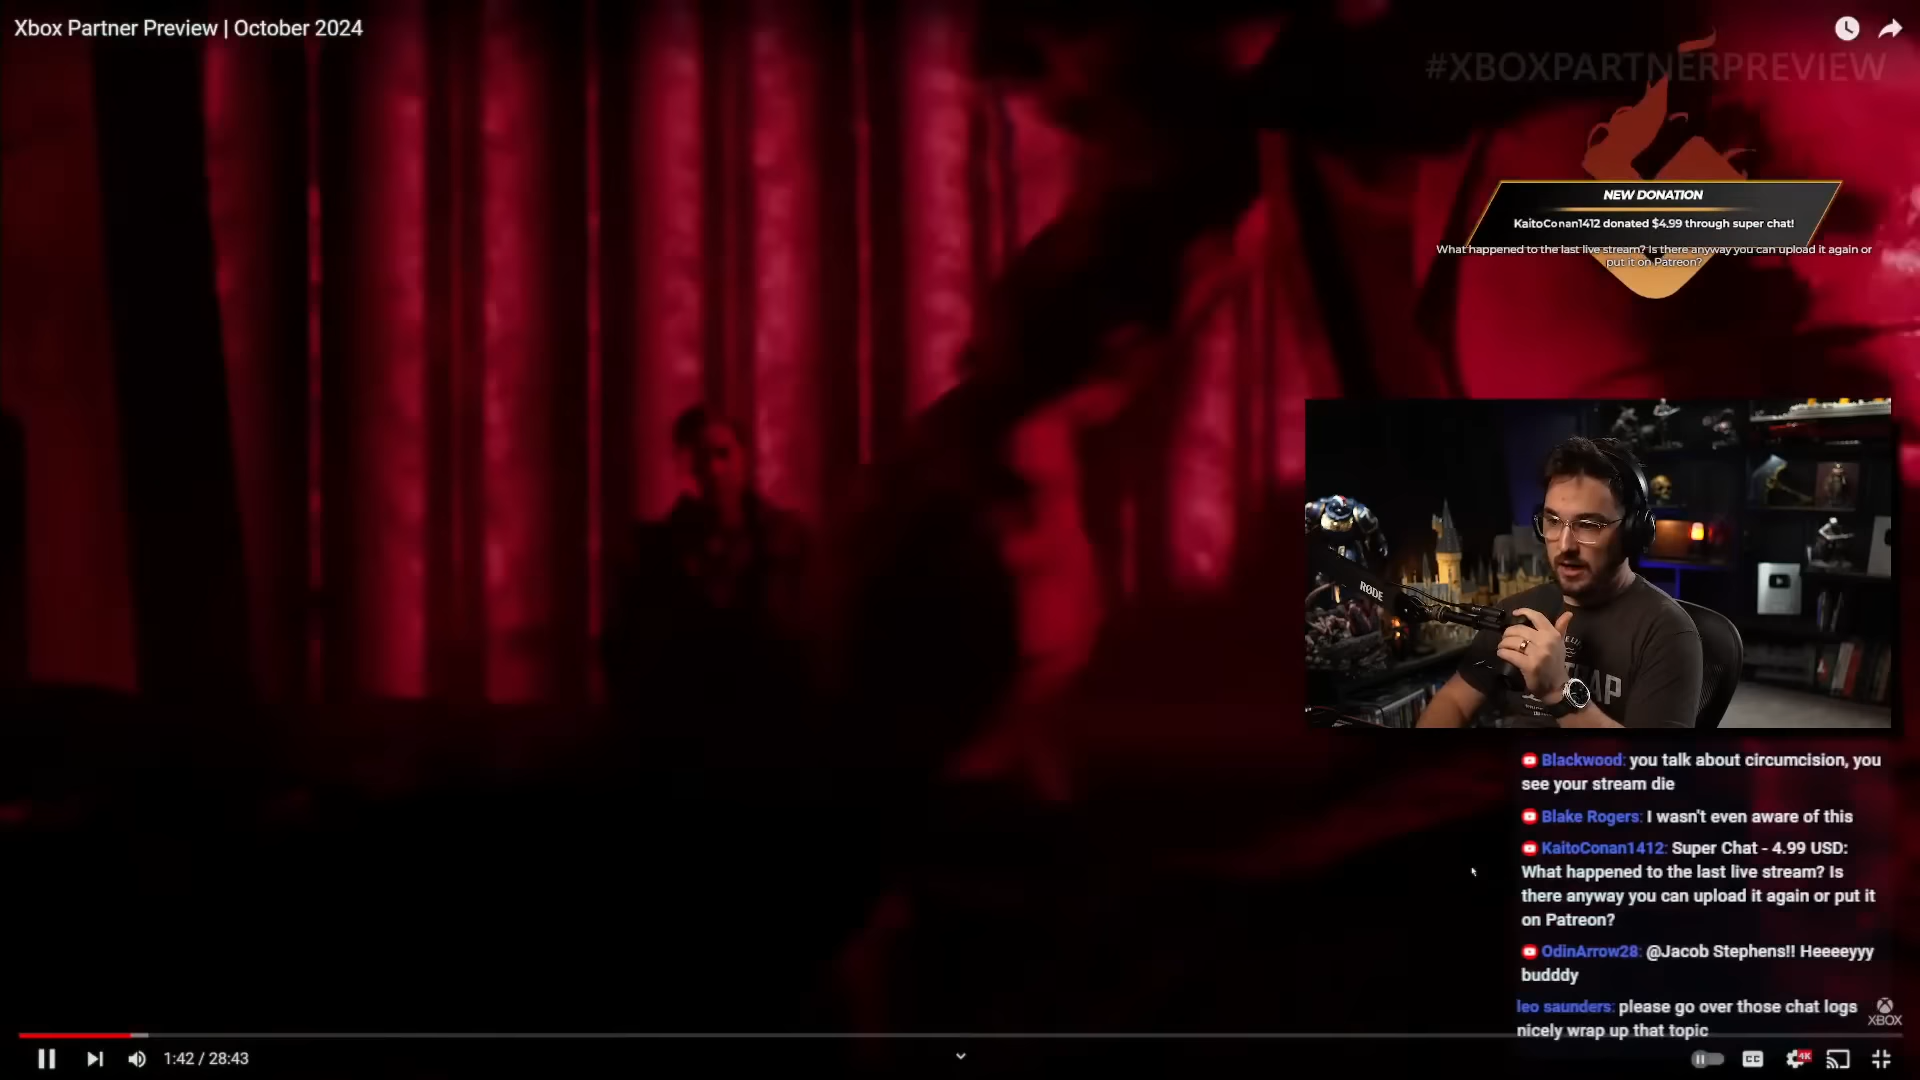 Xbox Partner Preview | October 2024
#XBOXPARTNERPREVIEW
NEW DONATION
KaitoConan1412 donated $4.99 through super chat!
What happened to the last live stream? Is there anyway you can upload it again or
put it on Patreon?
RØDE
Blackwood: you talk about circumcision, you
see your stream die
Blake Rogers: I wasn't even aware of this
KaitoConan1412: Super Chat - 4.99 USD:
What happened to the last live stream? Is
there anyway you can upload it again or put it
on Patreon?
OdinArrow28: @Jacob Stephens!! Heeeeyyy
budddy
leo saunders: please go over those chat logs
nicely wrap up that topic
XBOX
1:42 / 28:43
CC
4K